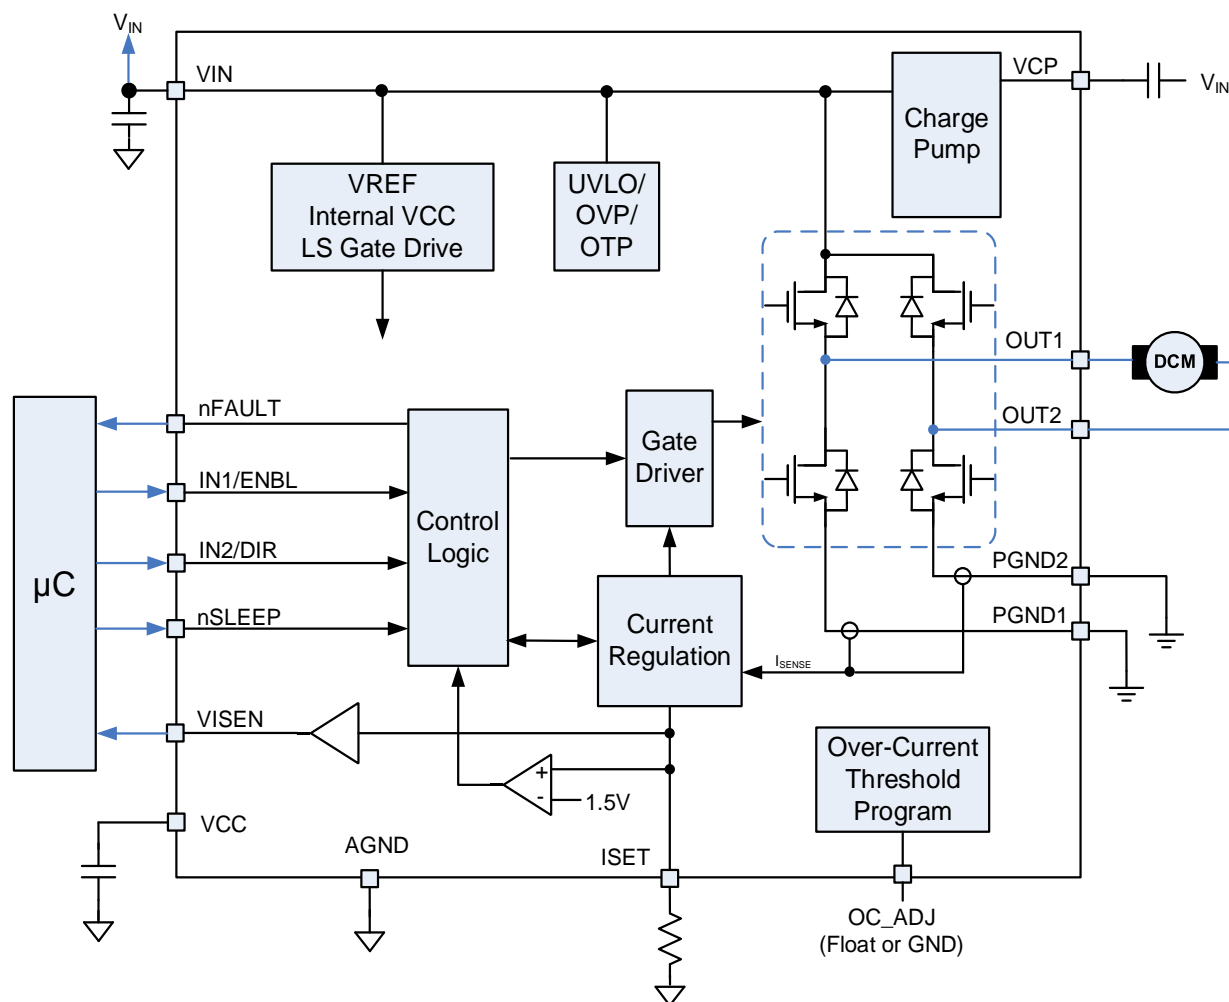 VIN
VIN
VCP
VIN
Charge
Pump
VREF
Internal VCC
LS Gate Drive
UVLO/
OVP/
OTP
OUT1
DCM
OUT2
nFAULT
IN1/ENBL
IN2/DIR
nSLEEP
VISEN
µC
Control
Logic
Gate
Driver
Current
Regulation
ISENSE
PGND2
PGND1
+
-
1.5V
Over-Current
Threshold
Program
VCC
AGND
ISET
OC_ADJ
(Float or GND)